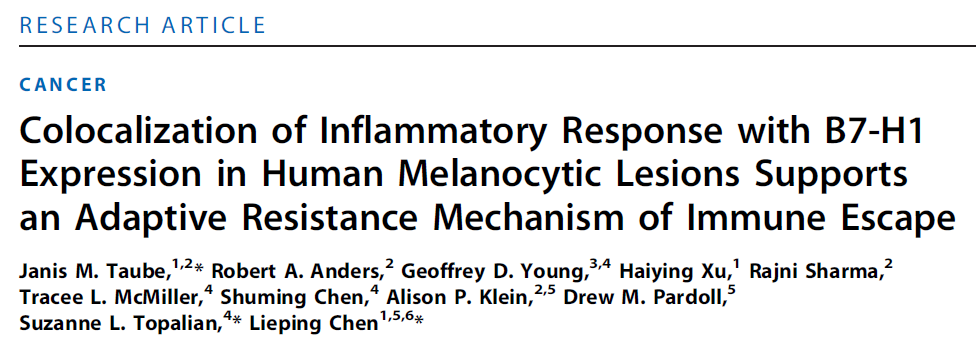 RESEARCH ARTICLE
CANCER
Colocalization of Inflammatory Response with B7-H1
Expression in Human Melanocytic Lesions Supports
an Adaptive Resistance Mechanism of Immune Escape
Janis M. Taube,1,2* Robert A. Anders,2 Geoffrey D. Young,3,4 Haiying Xu,1 Rajni Sharma,2
Tracee L. McMiller,4 Shuming Chen,4 Alison P. Klein,2,5 Drew M. Pardoll,5
Suzanne L. Topalian,4* Lieping Chen1,5,6*